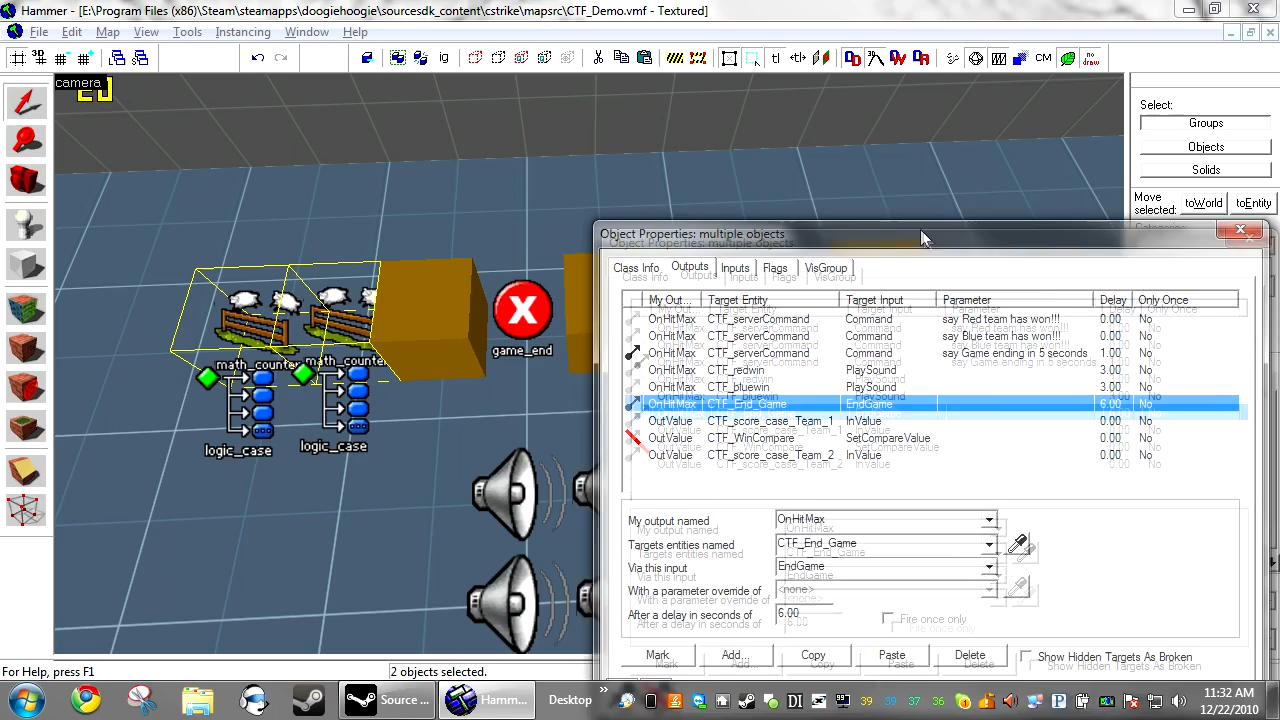 Hammer - [E:\Program Files (x86)\Steam\steamapps\doogiehoogie\sourcesdk_content\cstrike\mapsrc\CTF_Demo.vmf - Textured]
File Edit Map View Tools Instancing Window Help
camera
Select:
Groups
Objects
Solids
Move selected:
toWorld
toEntity
Object Properties: multiple objects
Class Info Outputs Inputs Flags VisGroup
My Out... Target Entity Target Input Parameter Delay Only Once
OnHitMax CTF_serverCommand Command say Red team has won!!! 0.00 No
OnHitMax CTF_serverCommand Command say Blue team has won!!! 0.00 No
OnHitMax CTF_serverCommand Command say Game ending in 5 seconds 1.00 No
OnHitMax CTF_redwin PlaySound 3.00 No
OnHitMax CTF_bluewin PlaySound 3.00 No
OnHitMax CTF_End_Game EndGame 6.00 No
OutValue CTF_score_case_Team_1 InValue 0.00 No
OutValue CTF_WinCompare SetCompareValue 0.00 No
OutValue CTF_score_case_Team_2 InValue 0.00 No
math_counter
math_counte
game_end
logic_case
logic_case
My output named OnHitMax
Targets entities named CTF_End_Game
Via this input EndGame
With a parameter override of <none>
After a delay in seconds of 6.00 Fire once only
Mark Add... Copy Paste Delete Show Hidden Targets As Broken
For Help, press F1
2 objects selected.
Source ...
Hamm...
Desktop
39 39 37 36
11:32 AM
12/22/2010